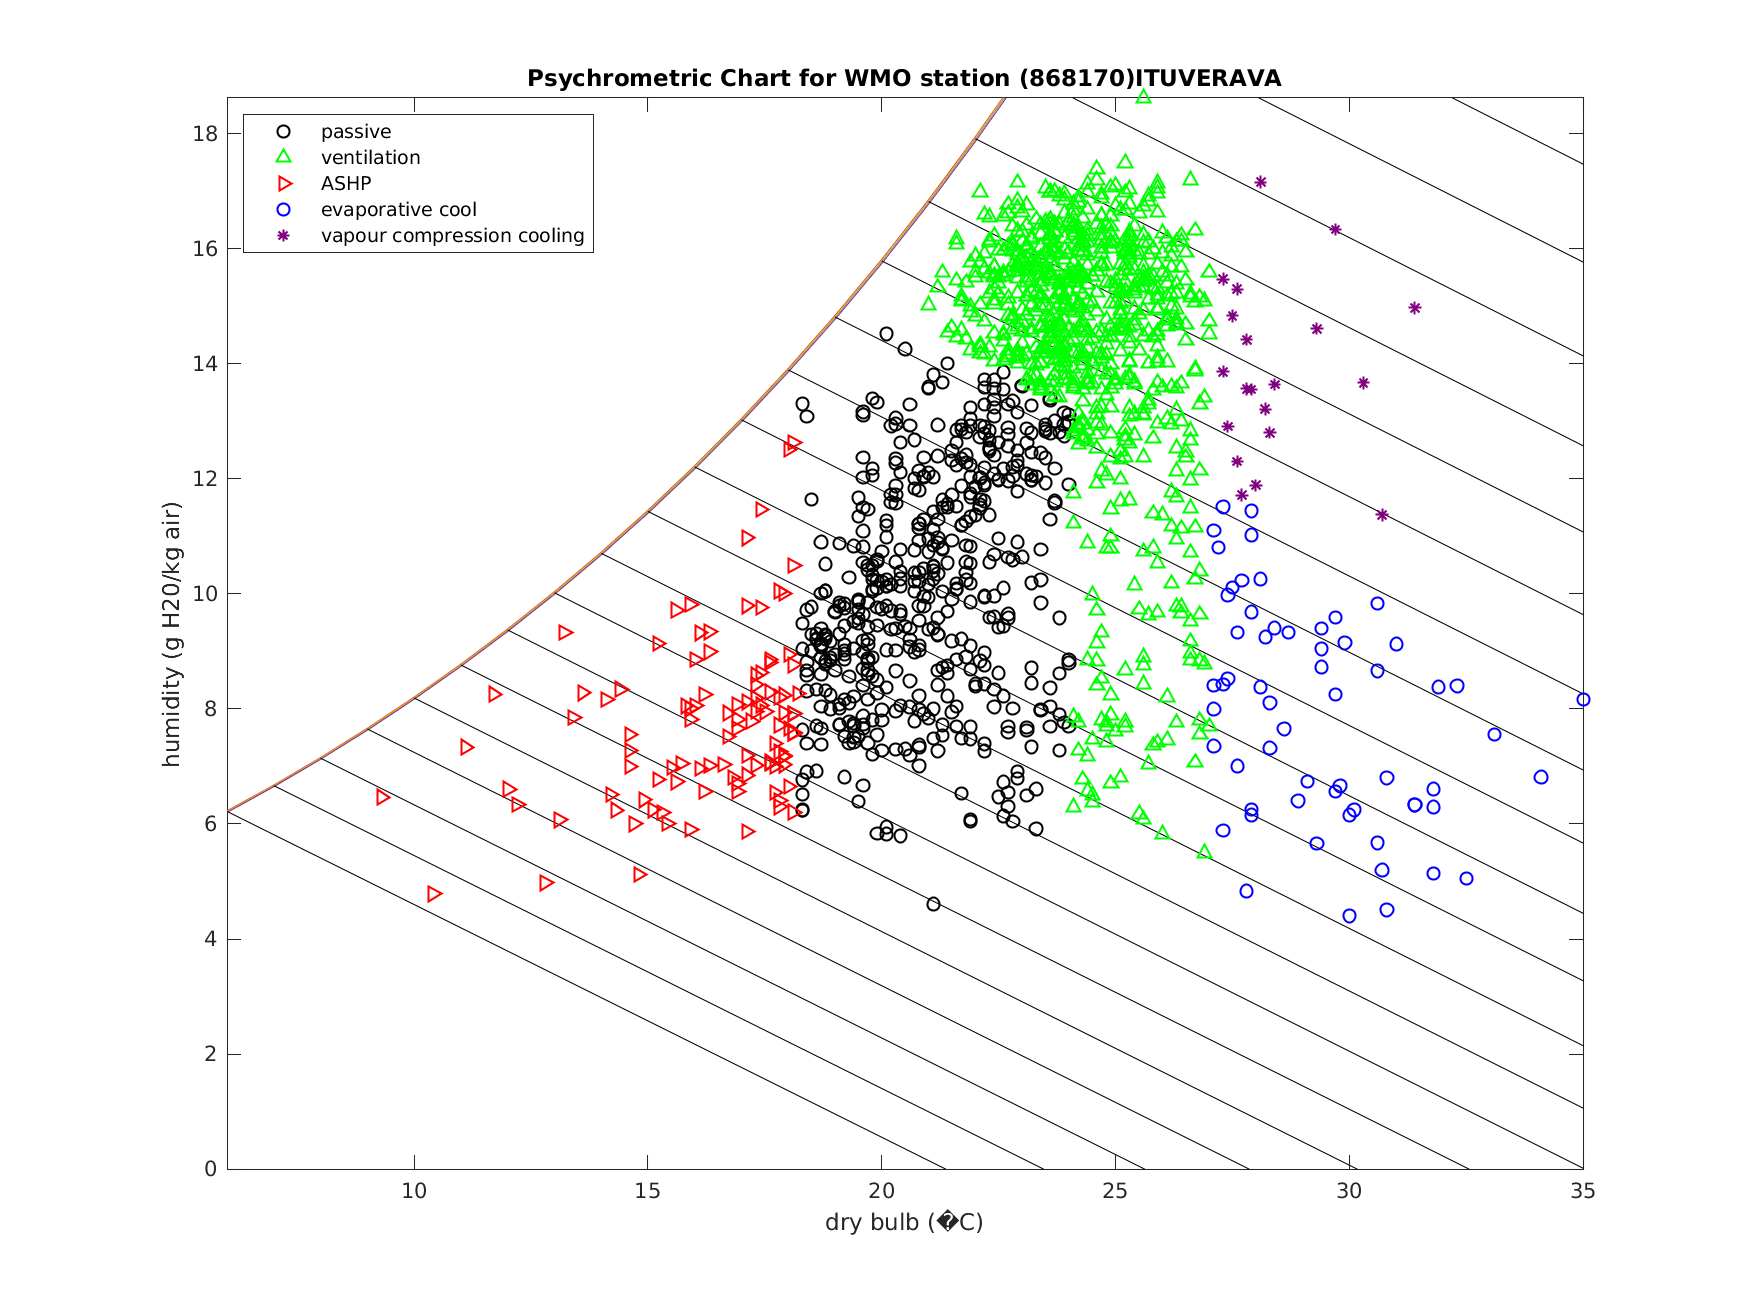 Psychrometric Chart for WMO station (868170)ITUVERAVA
passive
ventilation
ASHP
evaporative cool
vapour compression cooling
humidity (g H20/kg air)
18
16
14
12
10
8
6
4
2
0
10 15 20 25 30 35
dry bulb (�C)